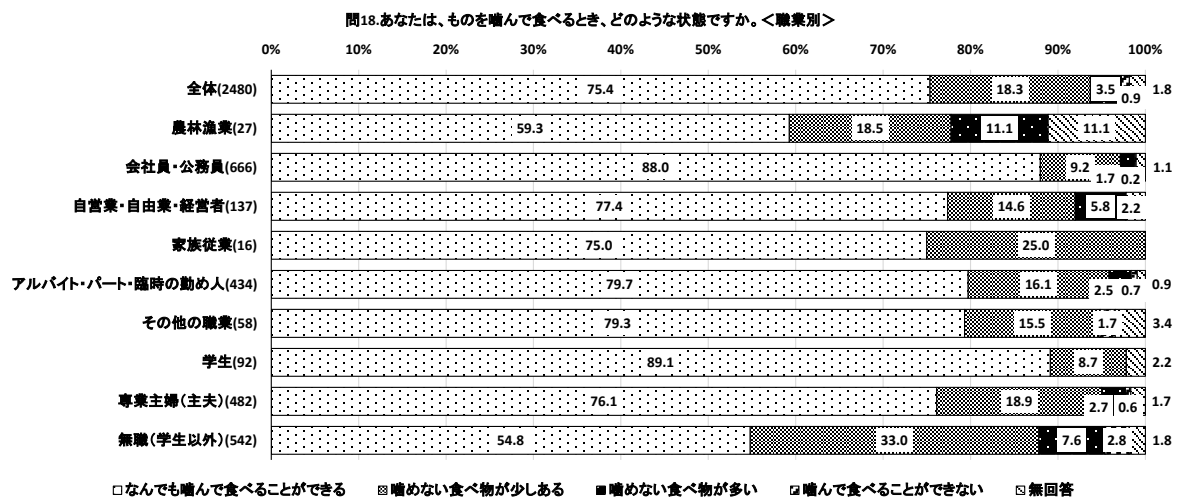 問18.あなたは、ものを噛んで食べるとき、どのような状態ですか。＜職業別＞
0% 10% 20% 30% 40% 50% 60% 70% 80% 90% 100%
全体(2480) 75.4 18.3 3.5 0.9 1.8
農林漁業(27) 59.3 18.5 11.1 11.1
会社員・公務員(666) 88.0 9.2 1.7 0.2 1.1
自営業・自由業・経営者(137) 77.4 14.6 5.8 2.2
家族従業(16) 75.0 25.0
アルバイト・パート・臨時の勤め人(434) 79.7 16.1 2.5 0.7 0.9
その他の職業(58) 79.3 15.5 1.7 3.4
学生(92) 89.1 8.7 2.2
専業主婦（主夫）(482) 76.1 18.9 2.7 0.6 1.7
無職（学生以外）(542) 54.8 33.0 7.6 2.8 1.8
なんでも噛んで食べることができる 噛めない食べ物が少しある 噛めない食べ物が多い 噛んで食べることができない 無回答